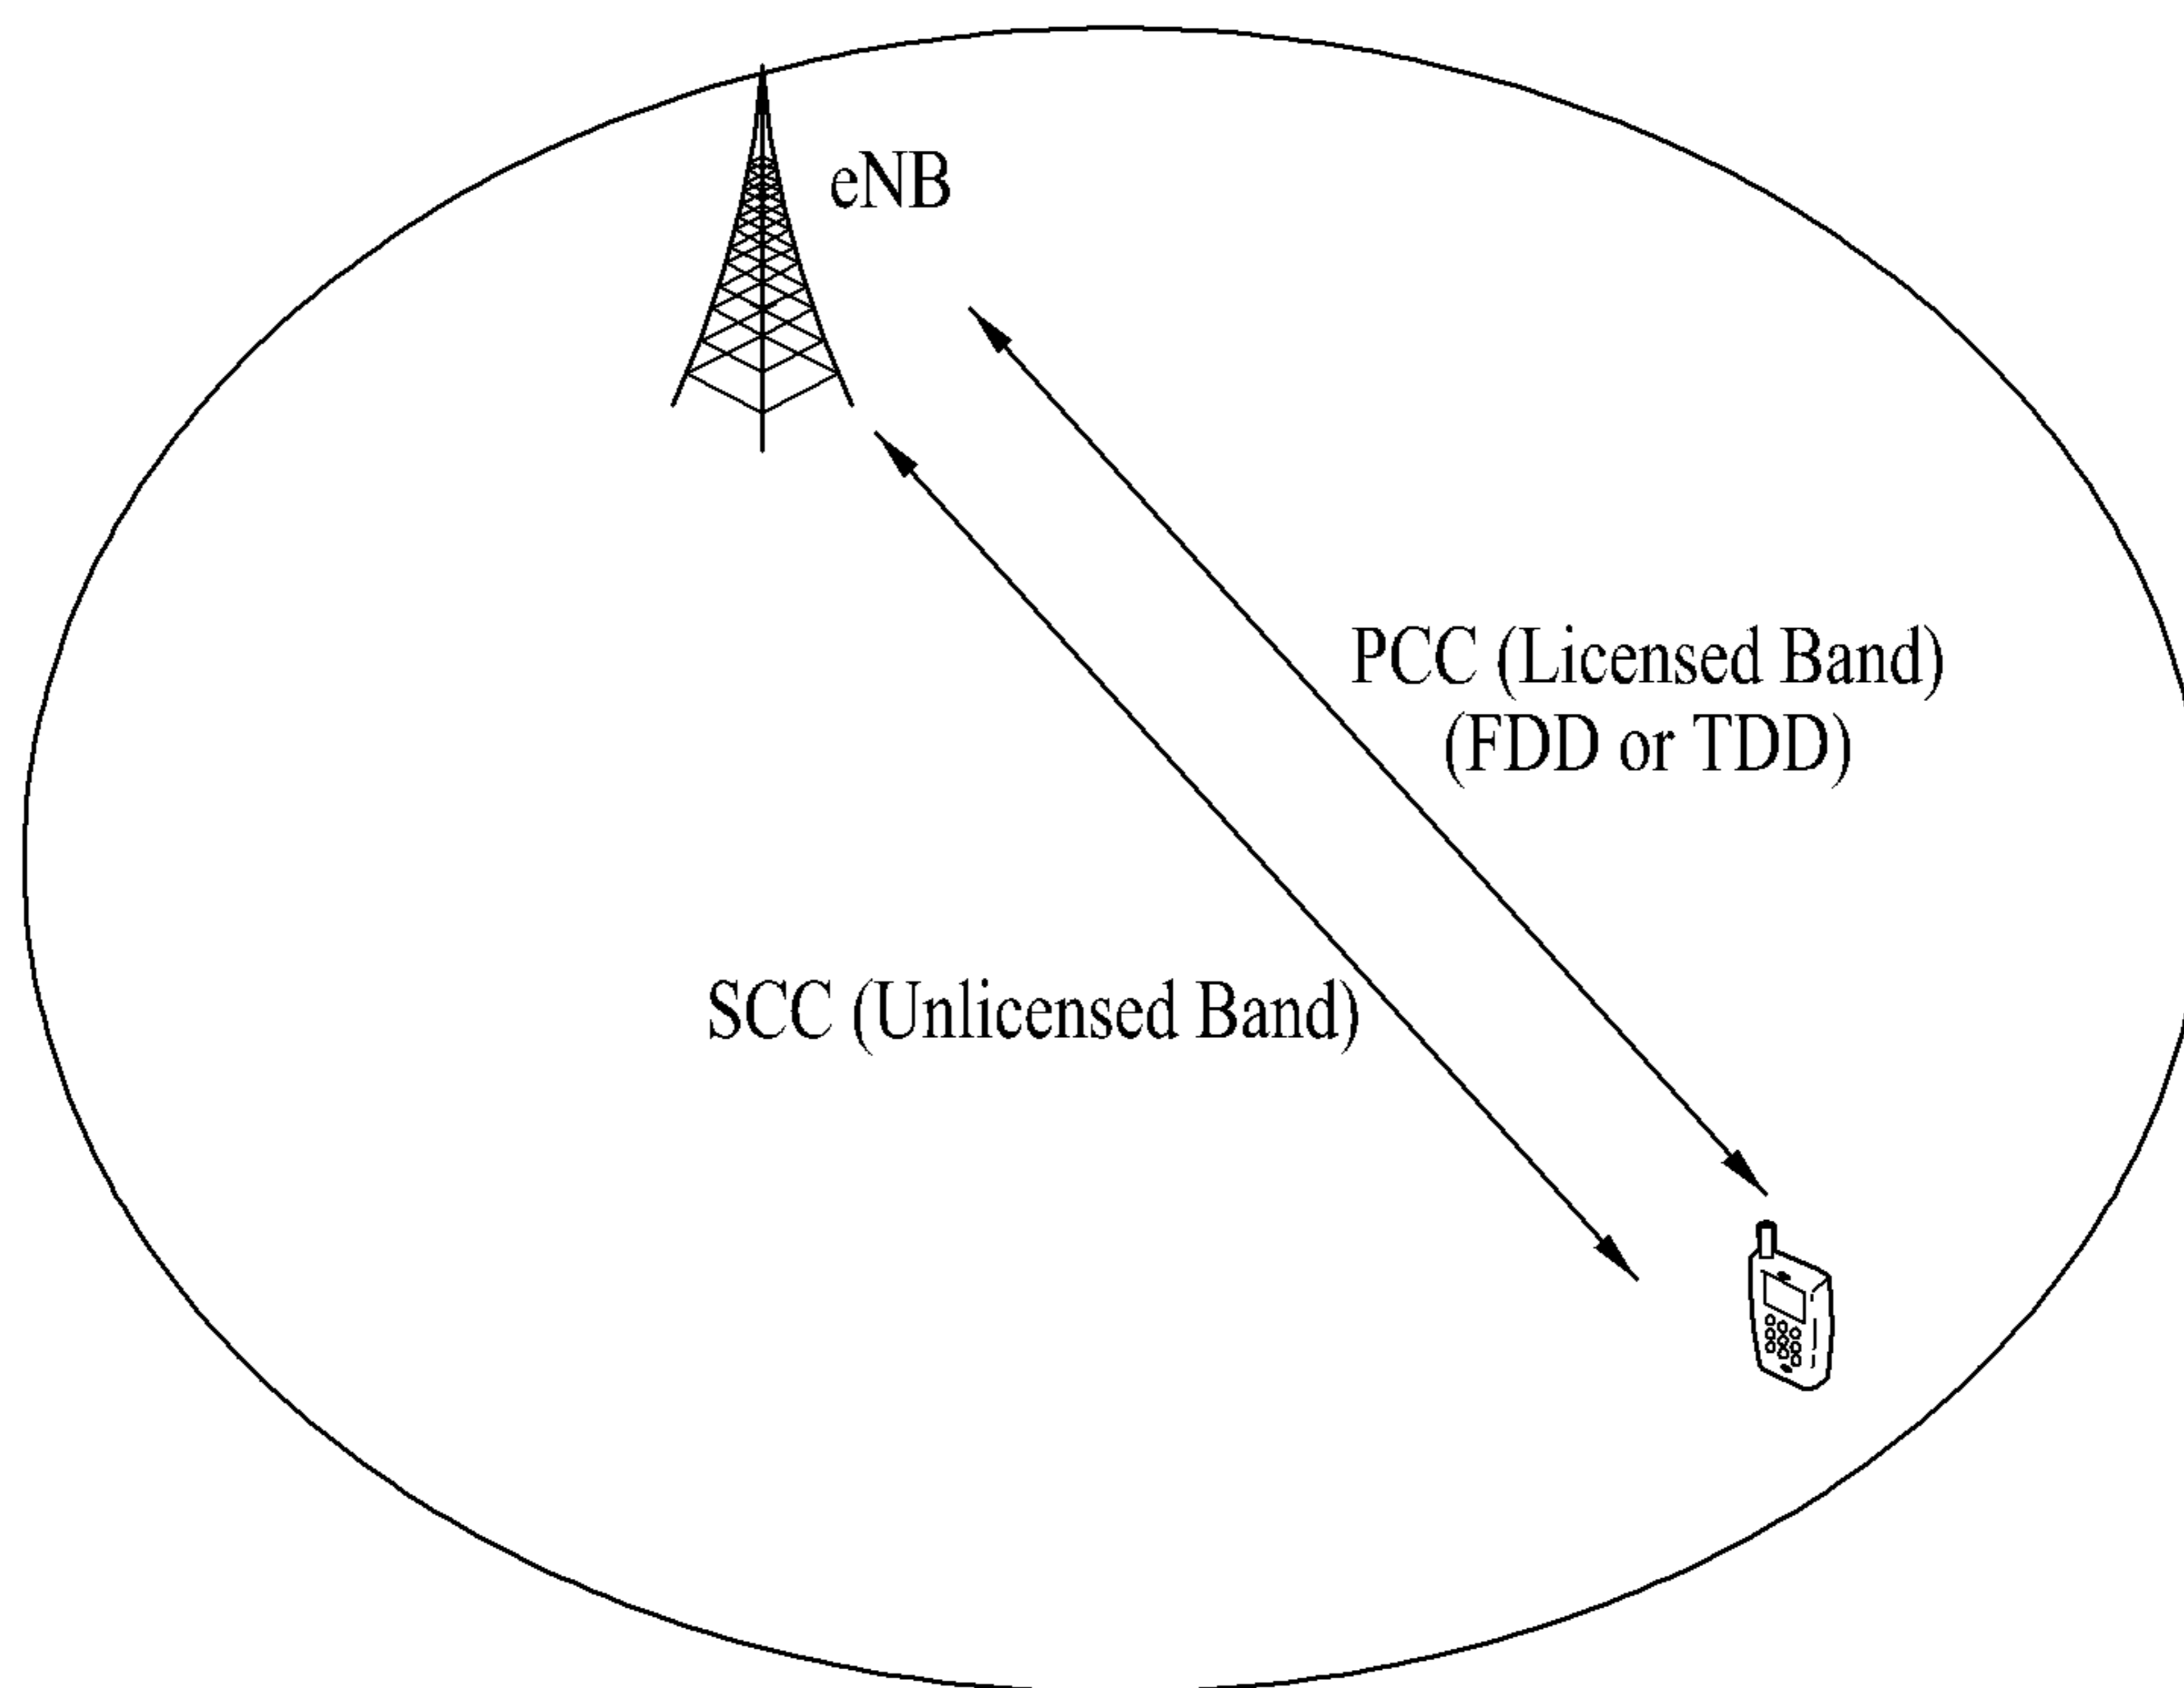 eNB
PCC (Licensed Band)
(FDD or TDD)
SCC (Unlicensed Band)